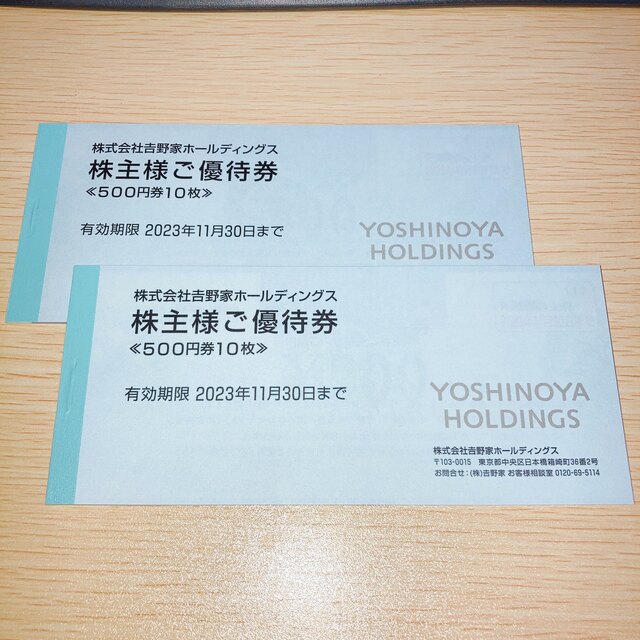 株式会社𠮷野家ホールディングス
株主様ご優待券
≪500円券10枚≫
有効期限 2023年11月30日まで
YOSHINOYA
HOLDINGS
株式会社𠮷野家ホールディングス
株主様ご優待券
≪500円券10枚≫
有効期限 2023年11月30日まで
YOSHINOYA
HOLDINGS
株式会社𠮷野家ホールディングス
〒103-0015 東京都中央区日本橋箱崎町36番2号
お問合せ:(株)𠮷野家 お客様相談室 0120-69-5114